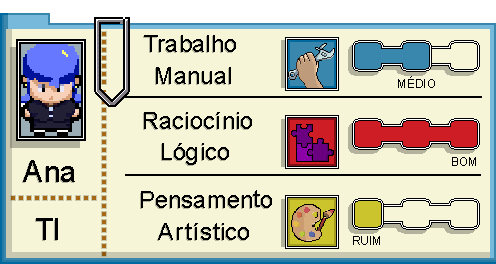 Trabalho
Manual
MÉDIO
Raciocínio
Lógico
BOM
Ana
Pensamento
Artístico
RUIM
TI